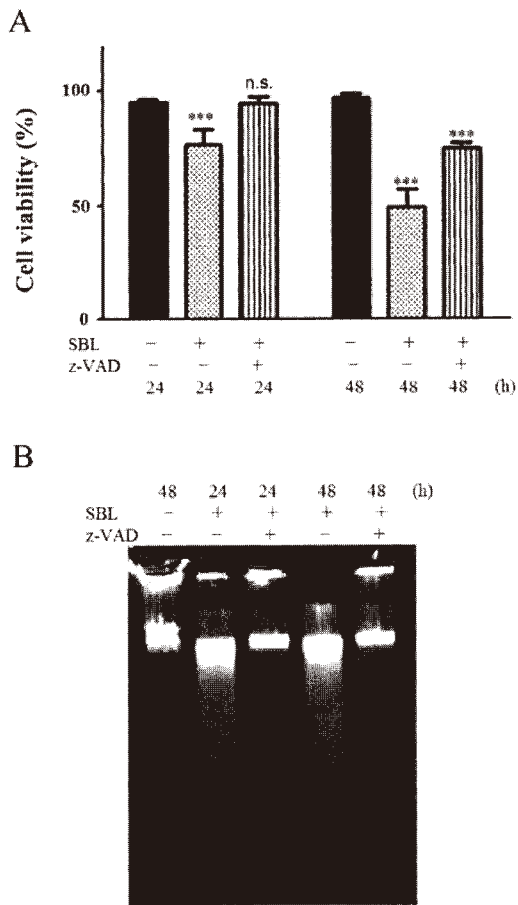 A
n.s.
100
***
***
***
50
0
Cell viability (%)
SBL − + + − + +
z-VAD − − + − − +
24 24 24 48 48 48 (h)
B
48 24 24 48 48 (h)
SBL − + + + +
z-VAD − − + − +